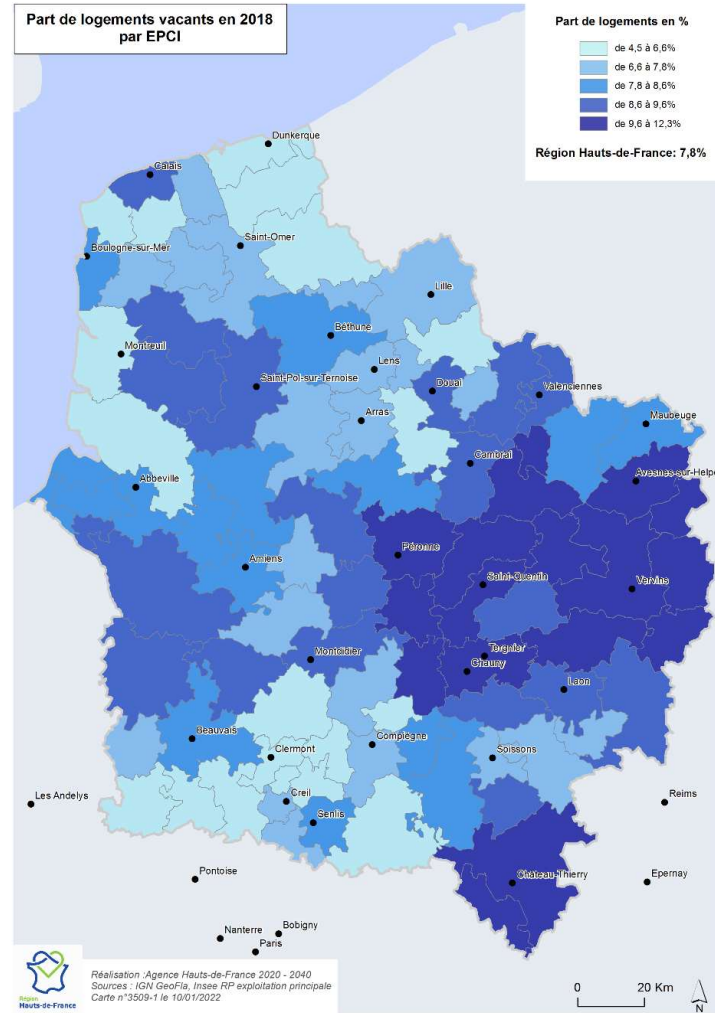 Part de logements vacants en 2018
par EPCI
Part de logements en %
de 4,5 à 6,6%
de 6,6 à 7,8%
de 7,8 à 8,6%
de 8,6 à 9,6%
de 9,6 à 12,3%
Région Hauts-de-France: 7,8%
Dunkerque
Calais
Saint-Omer
Boulogne-sur-Mer
Lille
Béthune
Montreuil
Lens
Saint-Pol-sur-Ternoise
Douai
Valenciennes
Arras
Maubeuge
Cambrai
Avesnes-sur-Helpe
Abbeville
Péronne
Amiens
Saint-Quentin
Vervins
Montdidier
Tergnier
Chauny
Laon
Beauvais
Compiègne
Clermont
Soissons
Les Andelys
Creil
Senlis
Reims
Pontoise
Château-Thierry
Epernay
Nanterre
Bobigny
Paris
Région
Hauts-de-France
Réalisation :Agence Hauts-de-France 2020 - 2040
Sources : IGN GeoFla, Insee RP exploitation principale
Carte n°3509-1 le 10/01/2022
0 20 Km
N